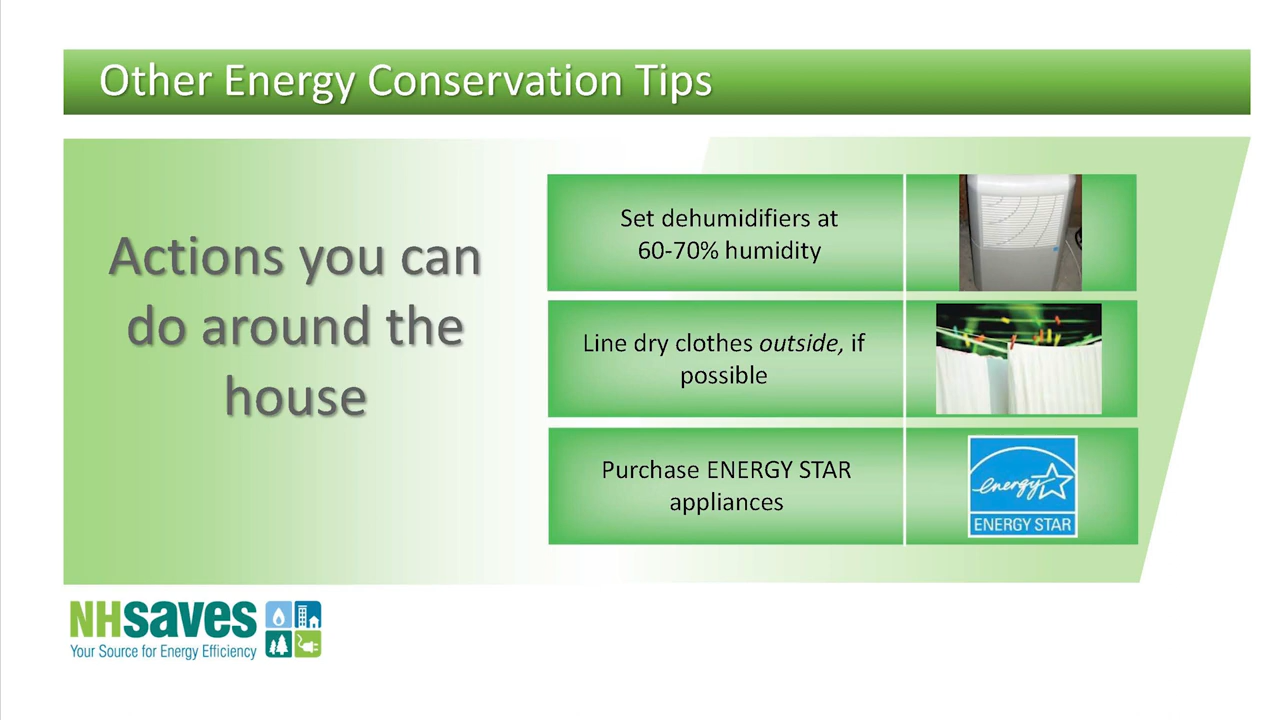 Other Energy Conservation Tips
Actions you can
do around the
house
Set dehumidifiers at
60-70% humidity
Line dry clothes outside, if
possible
Purchase ENERGY STAR
appliances
energy
ENERGY STAR
NHsaves
Your Source for Energy Efficiency